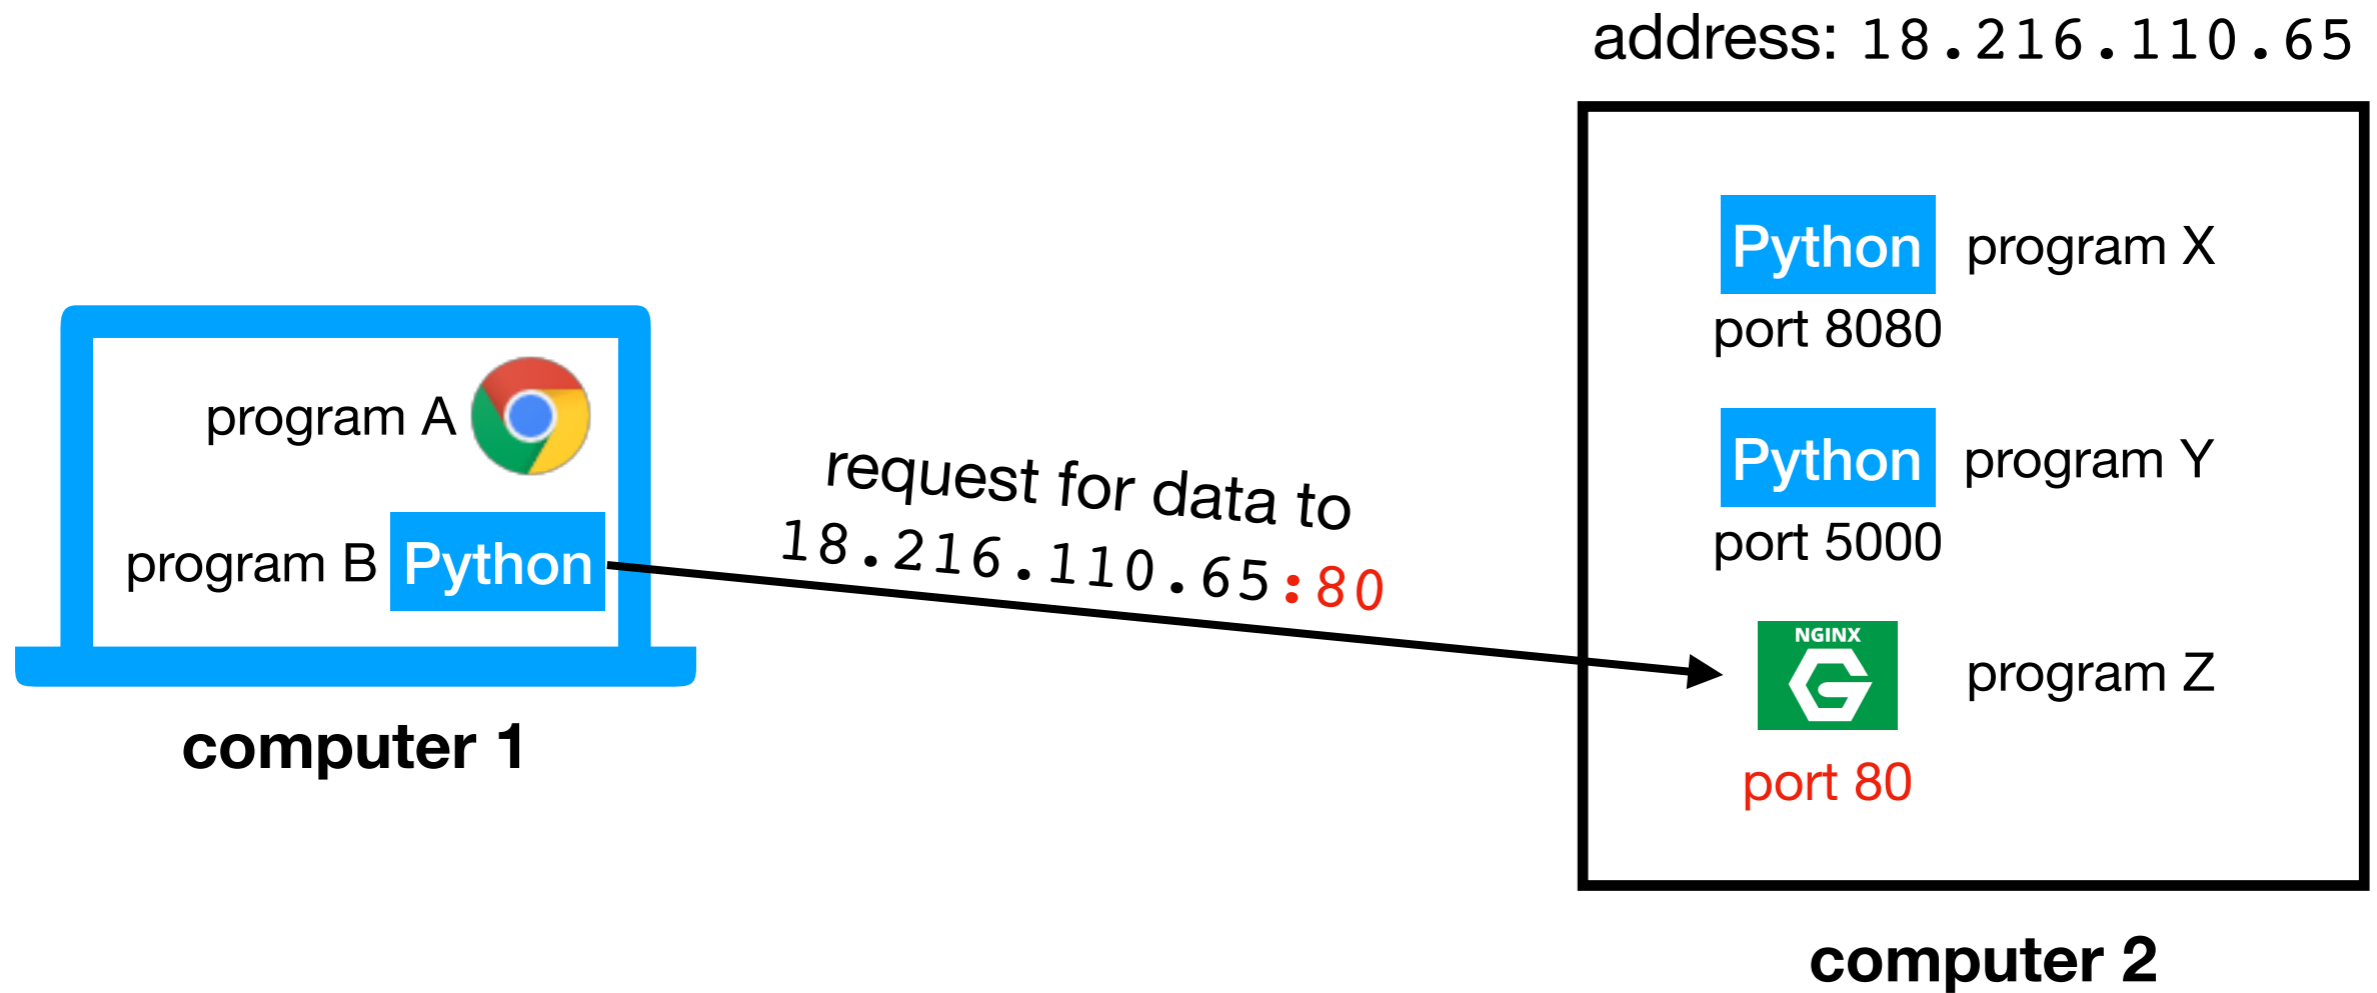 address: 18.216.110.65
Python program X
port 8080
program A
Python program Y
port 5000
request for data to
18.216.110.65:80
program B Python
NGINX
program Z
port 80
computer 1
computer 2